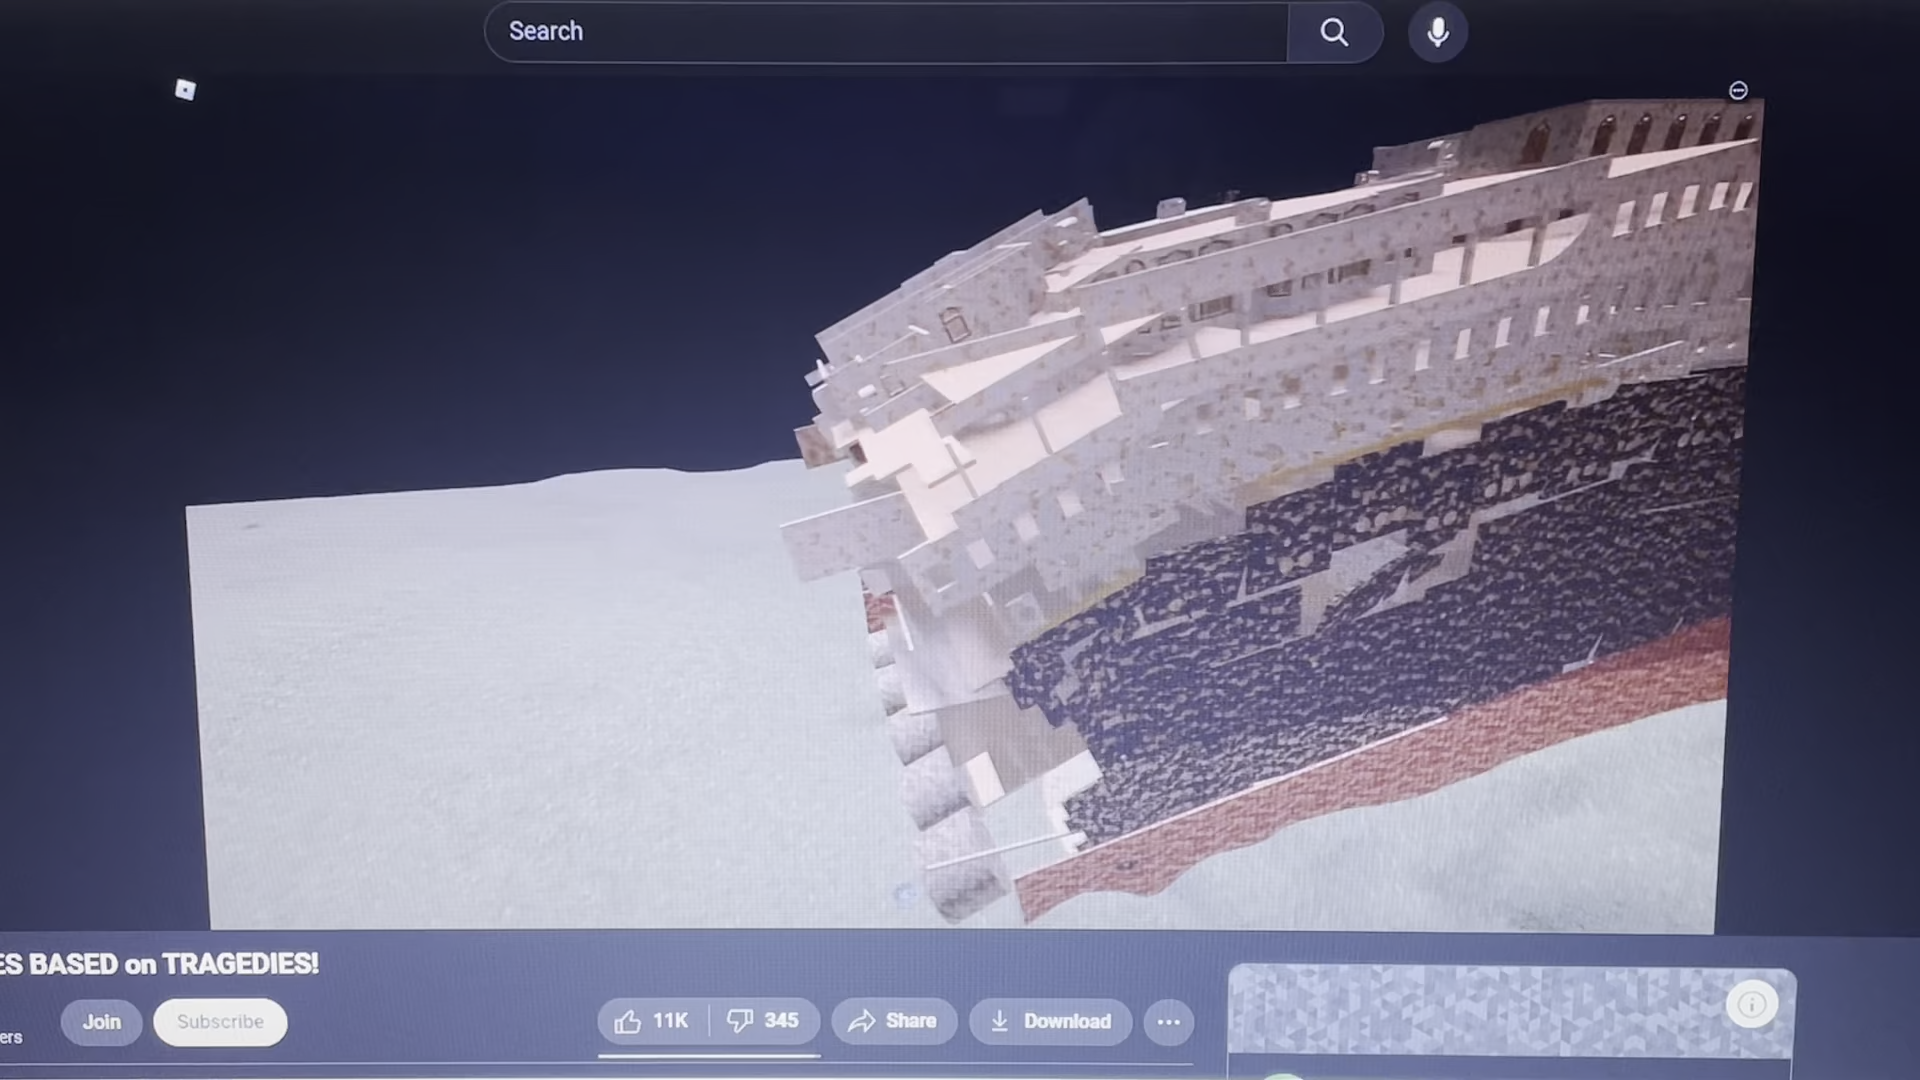 Search
ES BASED on TRAGEDIES!
ers
Join
Subscribe
11K
345
Share
Download